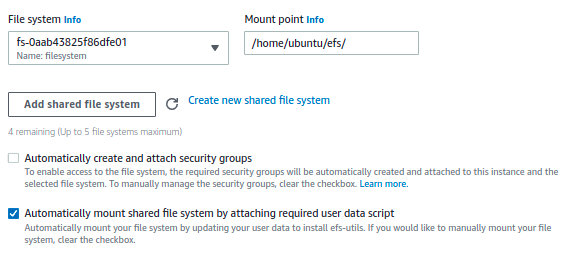 File system Info
Mount point Info
fs-0aab43825f86dfe01
Name: filesystem
/home/ubuntu/efs/
Add shared file system
Create new shared file system
4 remaining (Up to 5 file systems maximum)
Automatically create and attach security groups
To enable access to the file system, the required security groups will be automatically created and attached to this instance and the
selected file system. To manually manage the security groups, clear the checkbox. Learn more.
Automatically mount shared file system by attaching required user data script
Automatically mount your file system by updating your user data to install efs-utils. If you would like to manually mount your file
system, clear the checkbox.